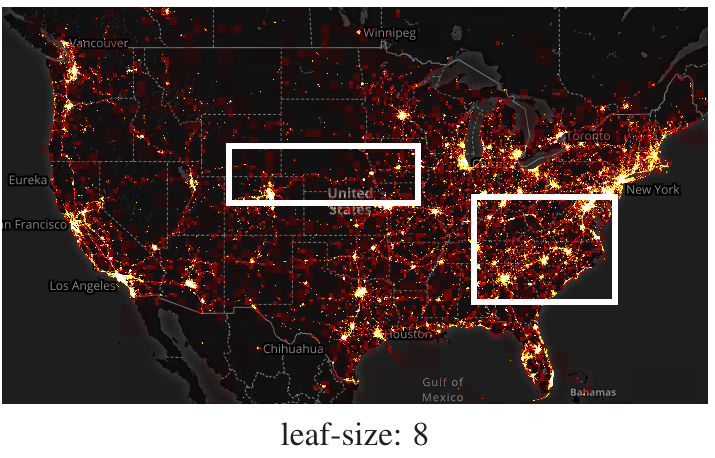 Vancouver
Winnipeg
Toronto
Eureka
New York
United
States
n Francisco
Los Angeles
Houston
Chihuahua
Gulf of
Mexico
Bahamas
leaf-size: 8